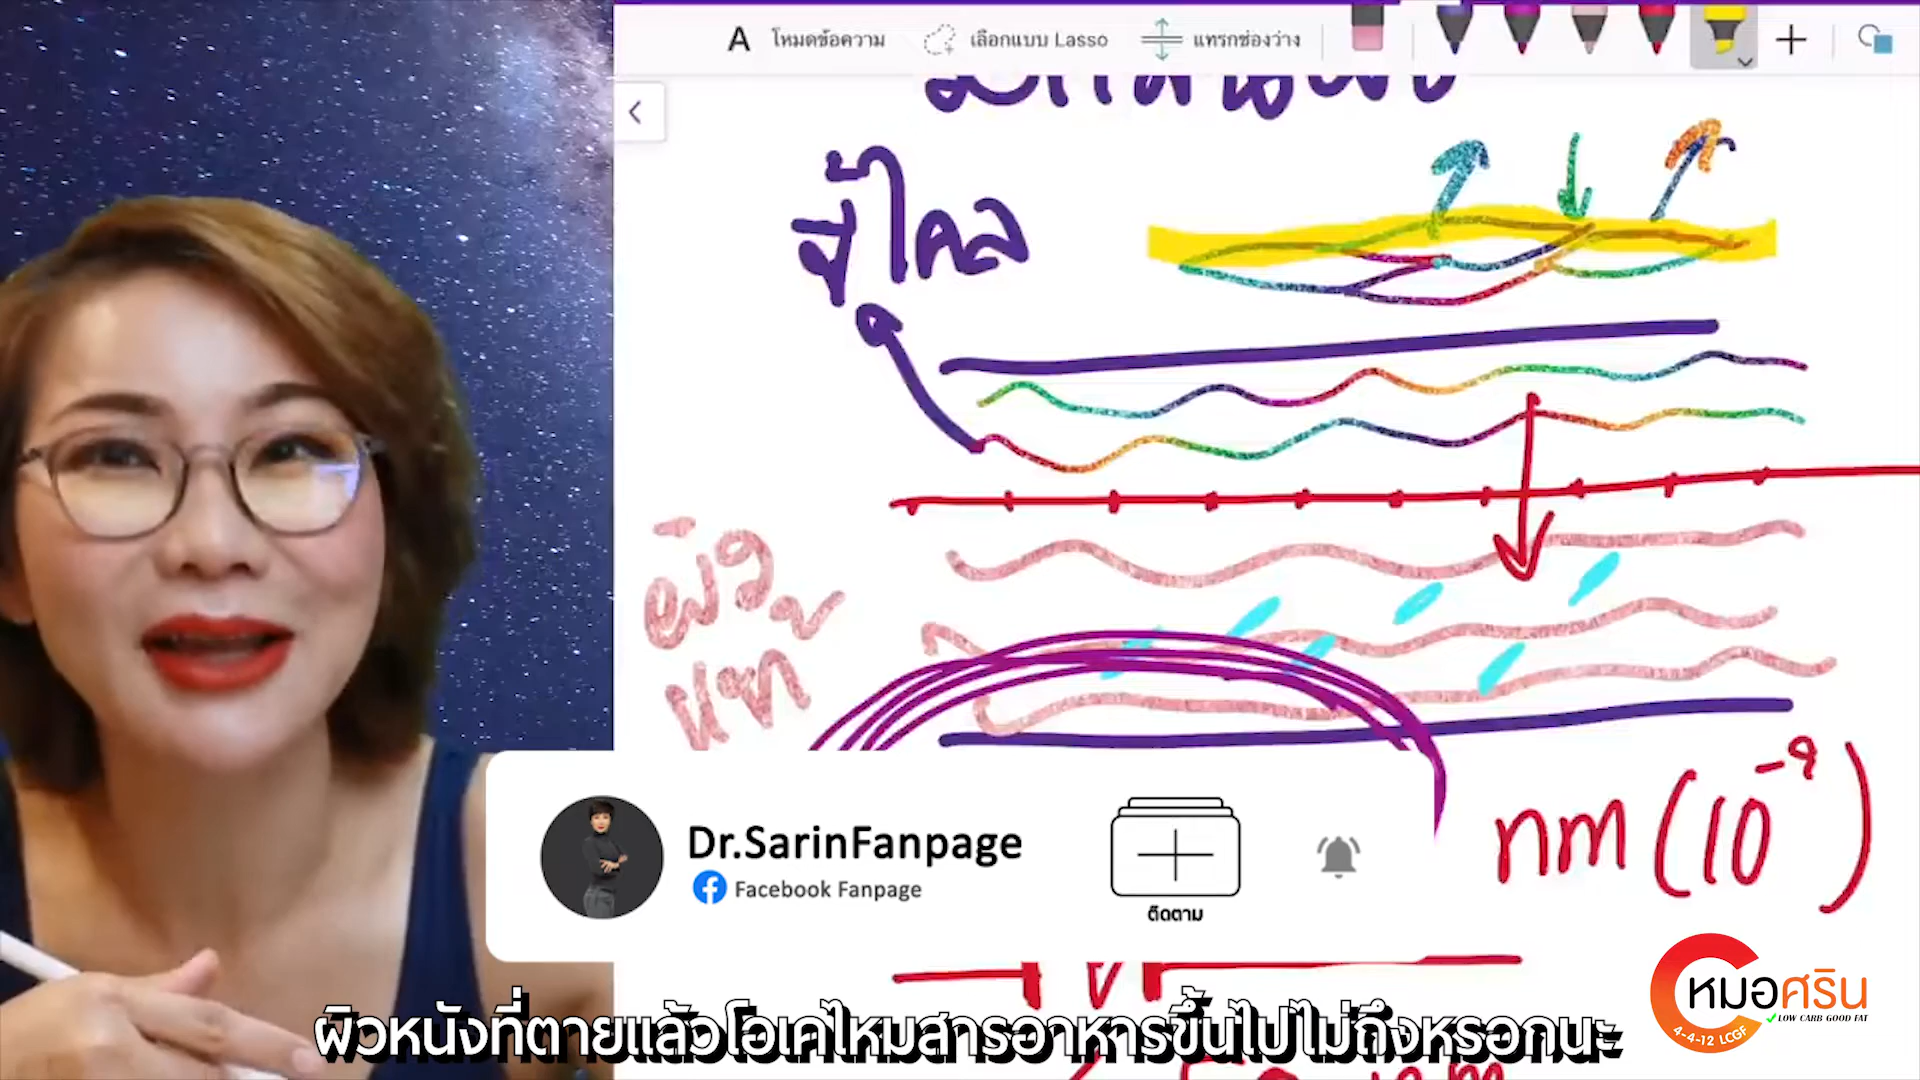 A โหมดข้อความ เลือกแบบ Lasso แทรกช่องว่าง
ขี้ไคล
ผิว
แท้
nm (10⁻⁹)
Dr.SarinFanpage
Facebook Fanpage
ติดตาม
หมอศริน
LOW CARB GOOD FAT
4-4-12 LCGF
ผิวหนังที่ตายแล้วโอเคไหมสารอาหารขึ้นไปไม่ถึงหรอกนะ